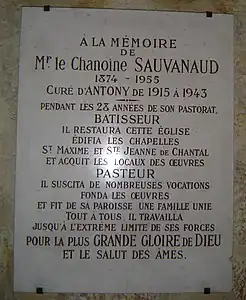 À LA MÉMOIRE
DE
Mr le Chanoine SAUVANAUD
1874 - 1955
CURÉ D'ANTONY DE 1915 À 1943
PENDANT LES 28 ANNÉES DE SON PASTORAT,
BATISSEUR
IL RESTAURA CETTE ÉGLISE
ÉDIFIA LES CHAPELLES
ST MAXIME ET STE JEANNE DE CHANTAL
ET ACQUIT LES LOCAUX DES ŒUVRES
PASTEUR
IL SUSCITA DE NOMBREUSES VOCATIONS
FONDA LES ŒUVRES
ET FIT DE SA PAROISSE UNE FAMILLE UNIE
TOUT À TOUS, IL TRAVAILLA
JUSQU'À L'EXTRÊME LIMITE DE SES FORCES
POUR LA PLUS GRANDE GLOIRE DE DIEU
ET LE SALUT DES ÂMES.